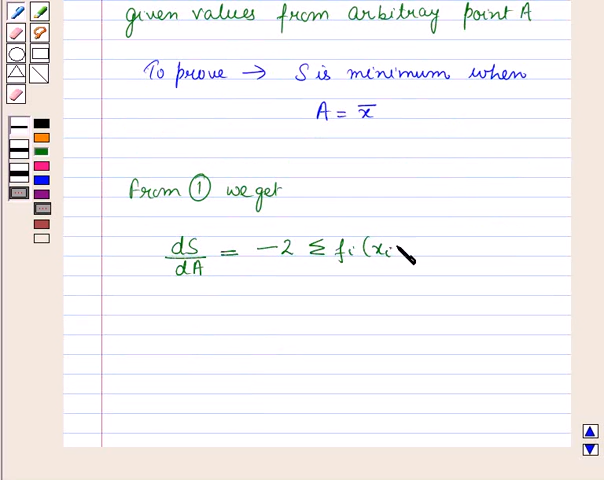 given values from arbitray point A
To prove → S is minimum when
A = x̄
From ① we get
dS/dA = -2 Σ fi (xi